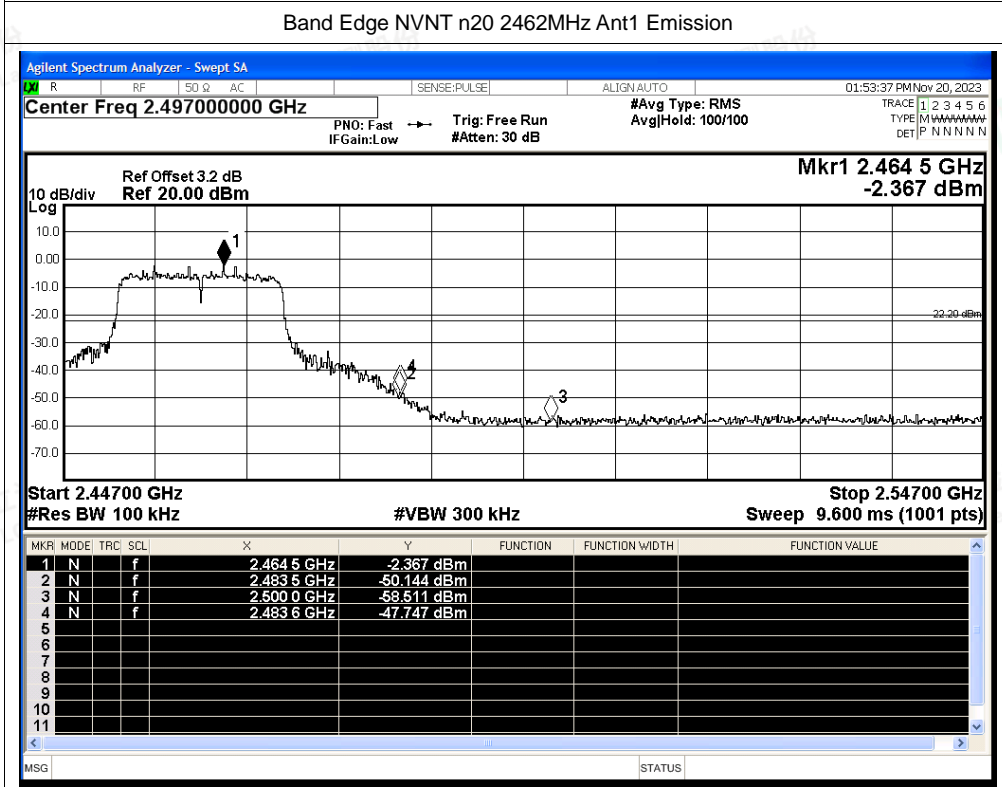 Band Edge NVNT n20 2462MHz Ant1 Emission
Agilent Spectrum Analyzer - Swept SA
LXI R RF 50 Ω AC SENSE:PULSE ALIGN AUTO 01:53:37 PM Nov 20, 2023
Center Freq 2.497000000 GHz #Avg Type: RMS TRACE 1 2 3 4 5 6
PNO: Fast Trig: Free Run Avg|Hold: 100/100 TYPE M
IFGain:Low #Atten: 30 dB DET P N N N N N
Mkr1 2.464 5 GHz
Ref Offset 3.2 dB
10 dB/div Ref 20.00 dBm -2.367 dBm
Log
10.0
1
0.00
-10.0
-20.0
22.20 dBm
-30.0
-40.0
4
2
-50.0
3
-60.0
-70.0
Start 2.44700 GHz Stop 2.54700 GHz
#Res BW 100 kHz #VBW 300 kHz Sweep 9.600 ms (1001 pts)
MKR MODE TRC SCL X Y FUNCTION FUNCTION WIDTH FUNCTION VALUE
1 N f 2.464 5 GHz -2.367 dBm
2 N f 2.483 5 GHz -50.144 dBm
3 N f 2.500 0 GHz -58.511 dBm
4 N f 2.483 6 GHz -47.747 dBm
5
6
7
8
9
10
11
MSG STATUS